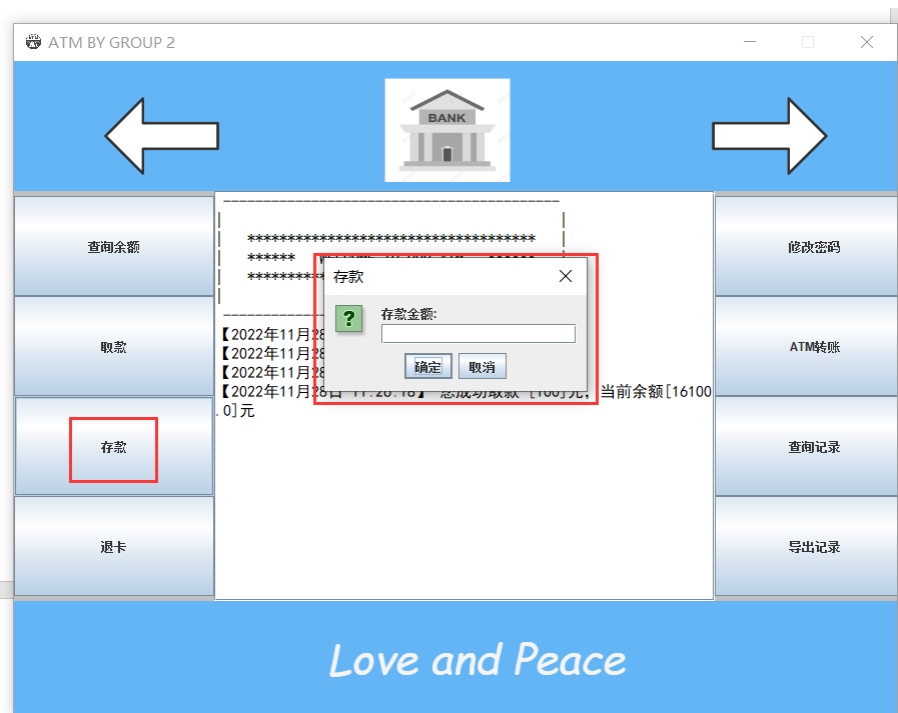 ATM BY GROUP 2
BANK
查询余额
取款
存款
退卡
-------------------------------------------
************************************
******
【2022年11月28
【2022年11月28
【2022年11月28
【2022年11月28日 11:28:18】 您成功取款 [100]元，当前余额[16100
.0]元
存款
存款金额:
确定
取消
修改密码
ATM转账
查询记录
导出记录
Love and Peace